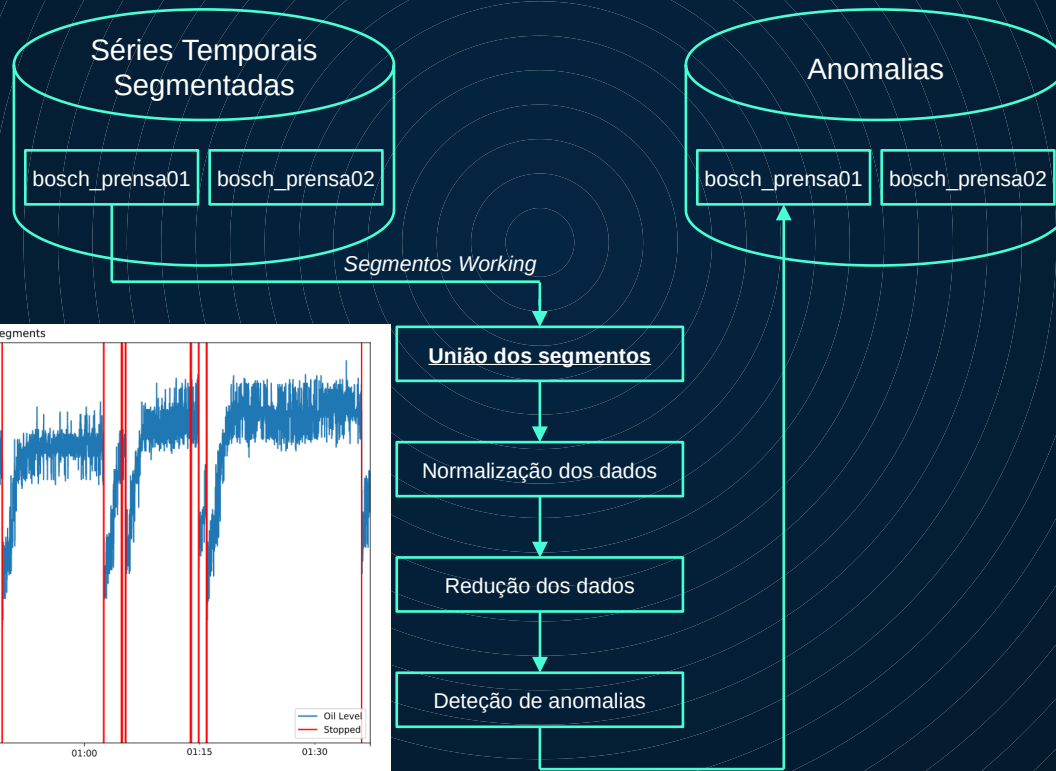 Séries Temporais
Segmentadas
Anomalias
bosch_prensa01
bosch_prensa02
bosch_prensa01
bosch_prensa02
Segmentos Working
União dos segmentos
Normalização dos dados
Redução dos dados
Deteção de anomalias
egments
Oil Level
Stopped
01:00
01:15
01:30